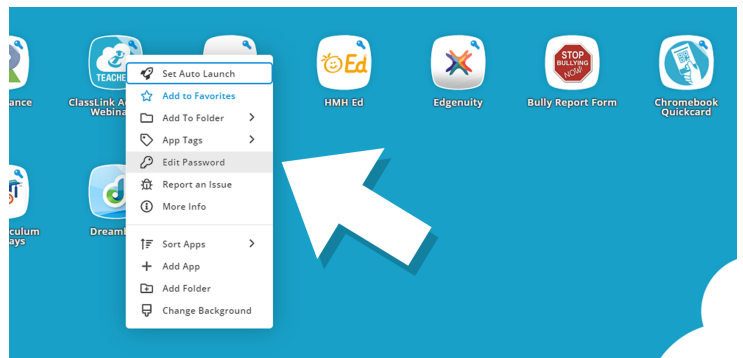 TEACHE
Ed
STOP
BULLYING
NOW!
ance
ClassLink A
Webina
HMH Ed
Edgenuity
Bully Report Form
Chromebook
Quickcard
culum
ays
Dream
Set Auto Launch
Add to Favorites
Add To Folder
App Tags
Edit Password
Report an Issue
More Info
Sort Apps
Add App
Add Folder
Change Background